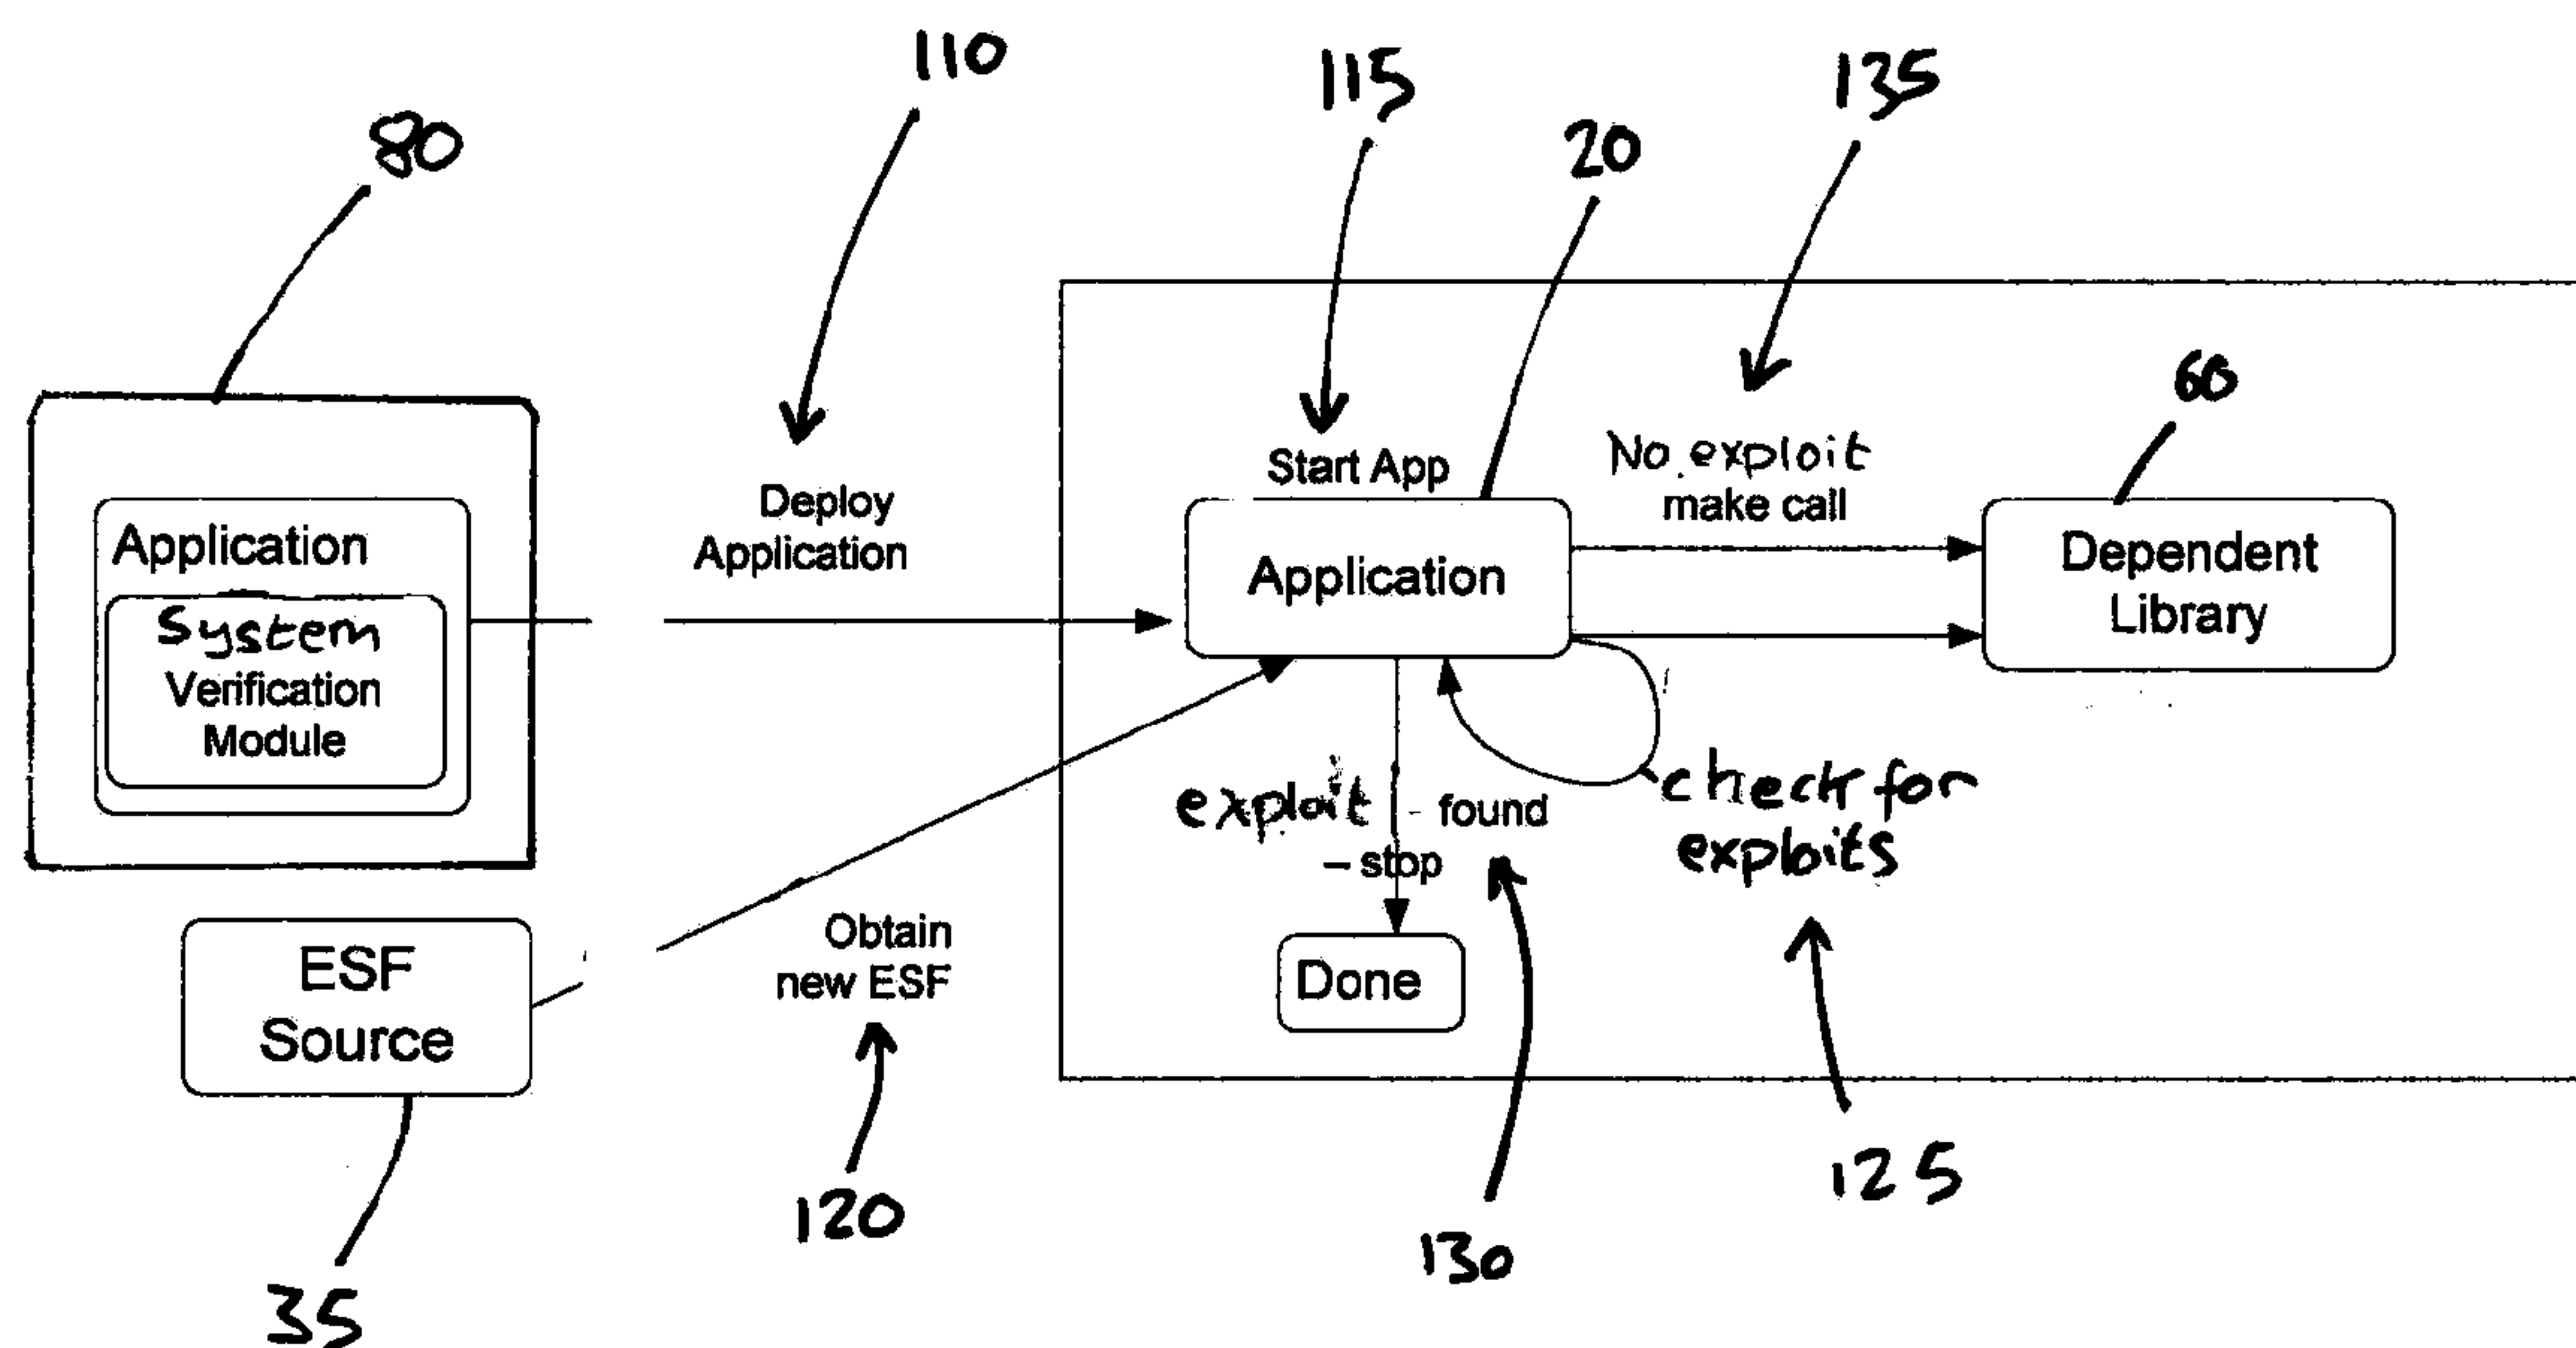 110
115
135
20
80
60
Start App
No exploit
make call
Deploy
Application
Application
System
Verification
Module
Application
Dependent
Library
exploit - found
– stop
check for
exploits
Obtain
new ESF
ESF
Source
Done
120
125
130
35